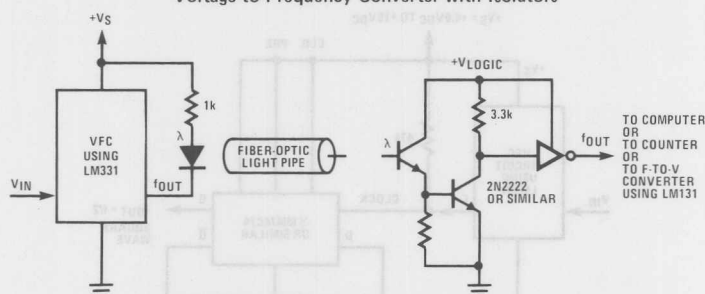 Voltage-to-Frequency Converter with Isolators
+VS
1k
λ
VFC
USING
LM331
VIN
fOUT
FIBER-OPTIC
LIGHT PIPE
+VLOGIC
3.3k
λ
2N2222
OR SIMILAR
fOUT
TO COMPUTER
OR
TO COUNTER
OR
TO F-TO-V
CONVERTER
USING LM131